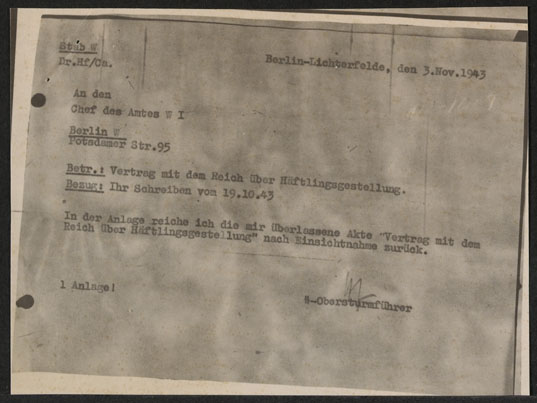 Stab W
Dr.Hf/Ca.
Berlin-Lichterfelde, den 3.Nov.1943
An den
Chef des Amtes W I
Berlin W
Potsdamer Str.95
Betr.: Vertrag mit dem Reich über Häftlingsgestellung.
Bezug: Ihr Schreiben vom 19.10.43
In der Anlage reiche ich die mir überlassene Akte "Vertrag mit dem
Reich über Häftlingsgestellung" nach Einsichtnahme zurück.
1 Anlage!
-Obersturmführer